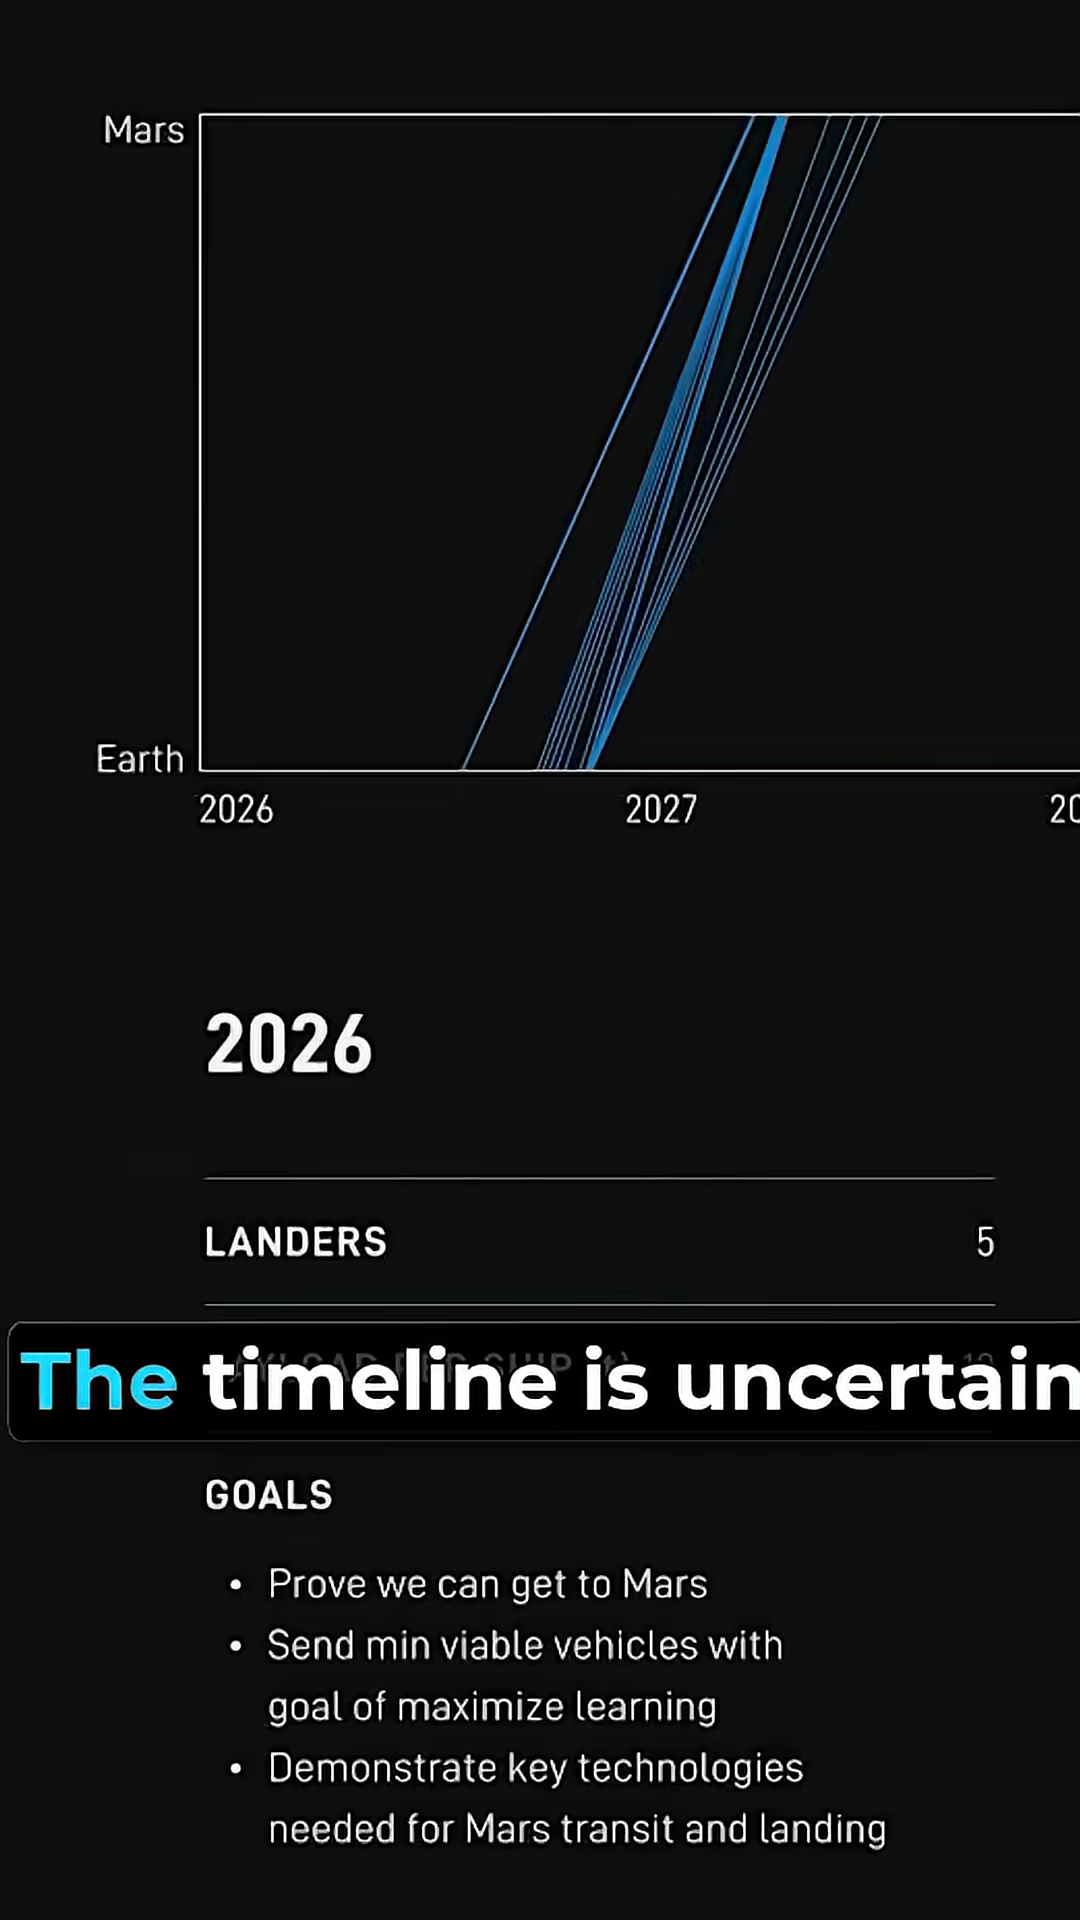 Mars
Earth
2026
2027
20
2026
LANDERS 5
The timeline is uncertain
GOALS
• Prove we can get to Mars
• Send min viable vehicles with
goal of maximize learning
• Demonstrate key technologies
needed for Mars transit and landing